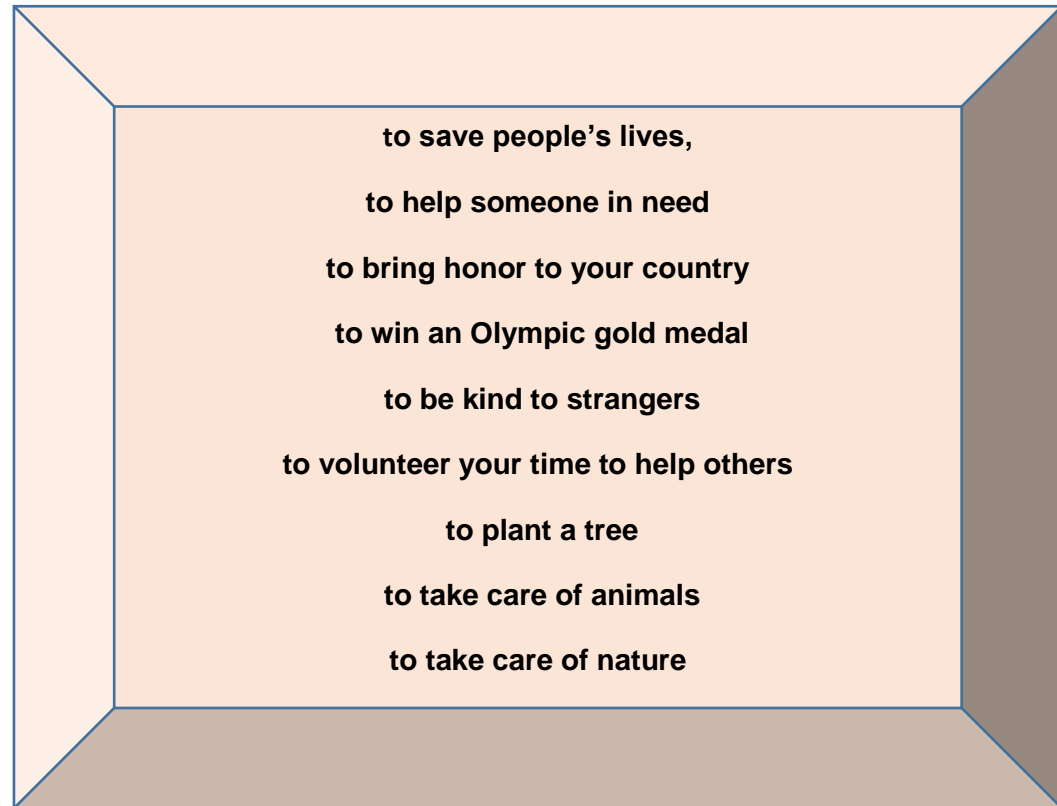 to save people’s lives,
to help someone in need
to bring honor to your country
to win an Olympic gold medal
to be kind to strangers
to volunteer your time to help others
to plant a tree
to take care of animals
to take care of nature